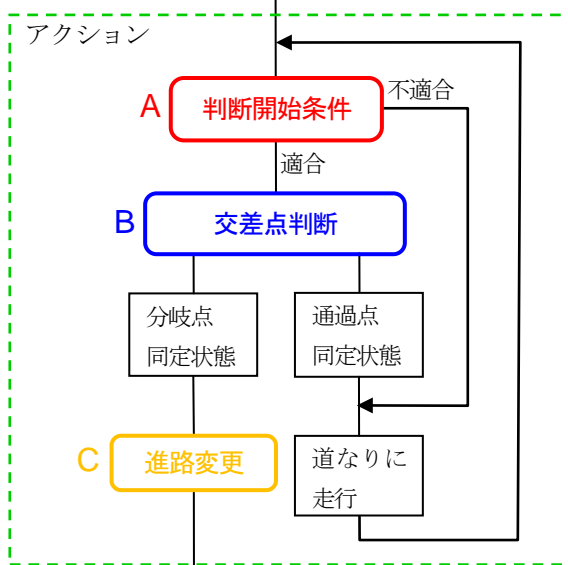 アクション
A
判断開始条件
不適合
適合
B
交差点判断
分岐点
同定状態
通過点
同定状態
C
進路変更
道なりに
走行